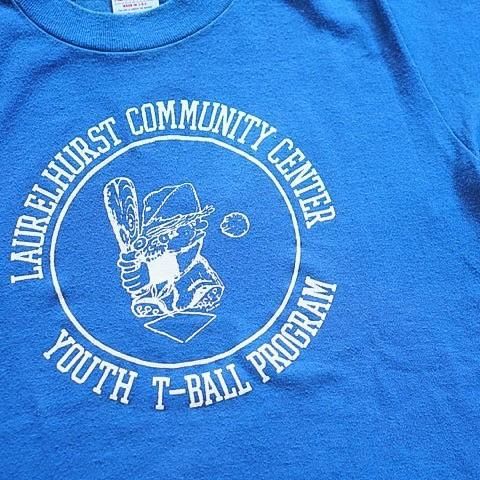 LAURELHURST COMMUNITY CENTER
YOUTH T-BALL PROGRAM